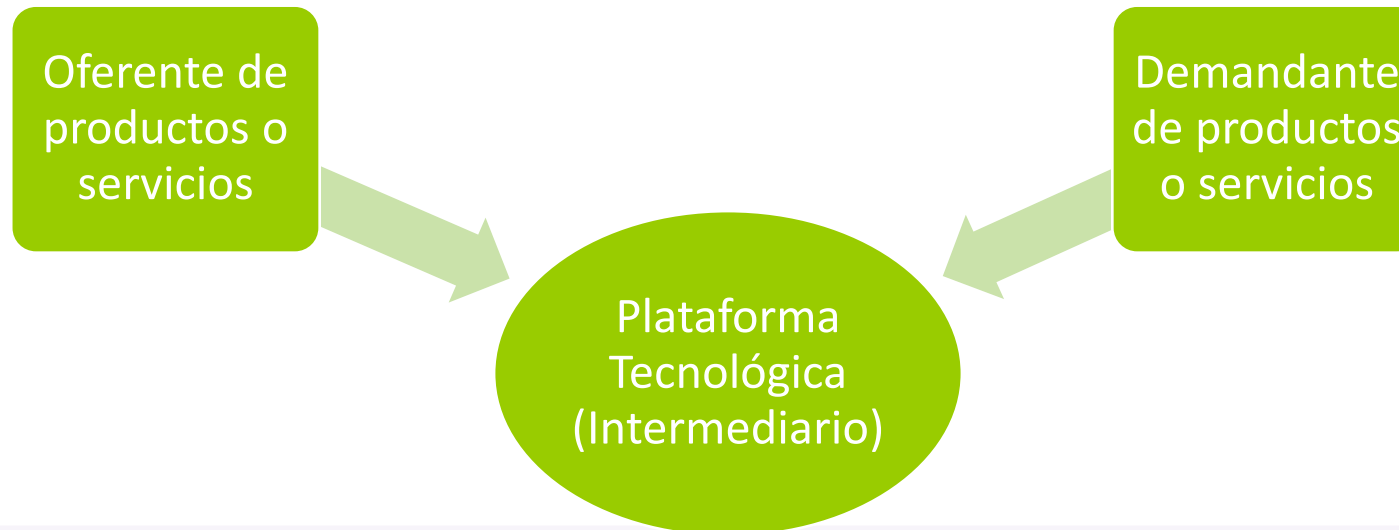 Oferente de
productos o
servicios
Demandante
de productos
o servicios
Plataforma
Tecnológica
(Intermediario)